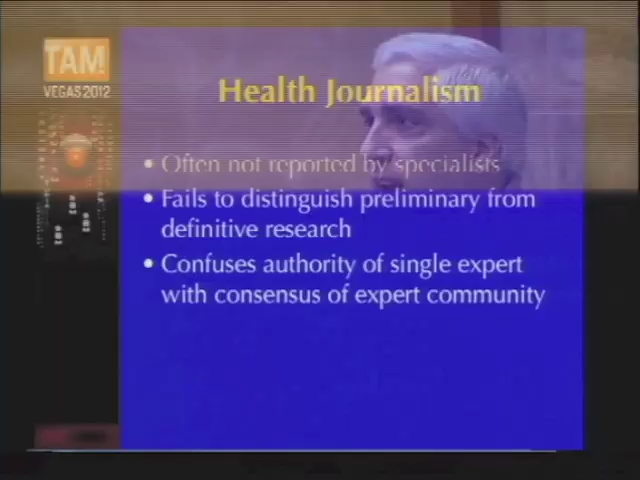 TAM!
VEGAS 2012
Health Journalism
• Often not reported by specialists
• Fails to distinguish preliminary from
definitive research
• Confuses authority of single expert
with consensus of expert community